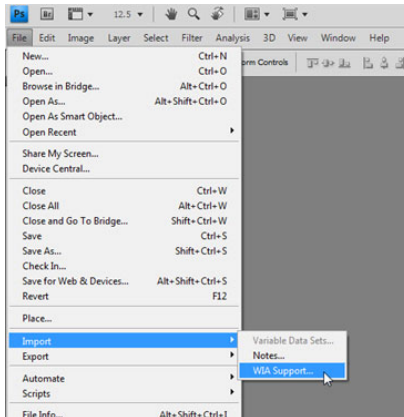 Ps Br 12.5
File Edit Image Layer Select Filter Analysis 3D View Window Help
New... Ctrl+N
orm Controls
Open... Ctrl+O
Browse in Bridge... Alt+Ctrl+O
Open As... Alt+Shift+Ctrl+O
Open As Smart Object...
Open Recent
Share My Screen...
Device Central...
Close Ctrl+W
Close All Alt+Ctrl+W
Close and Go To Bridge... Shift+Ctrl+W
Save Ctrl+S
Save As... Shift+Ctrl+S
Check In...
Save for Web & Devices... Alt+Shift+Ctrl+S
Revert F12
Place...
Import Variable Data Sets...
Export Notes...
WIA Support...
Automate
Scripts
File Info... Alt+Shift+Ctrl+I